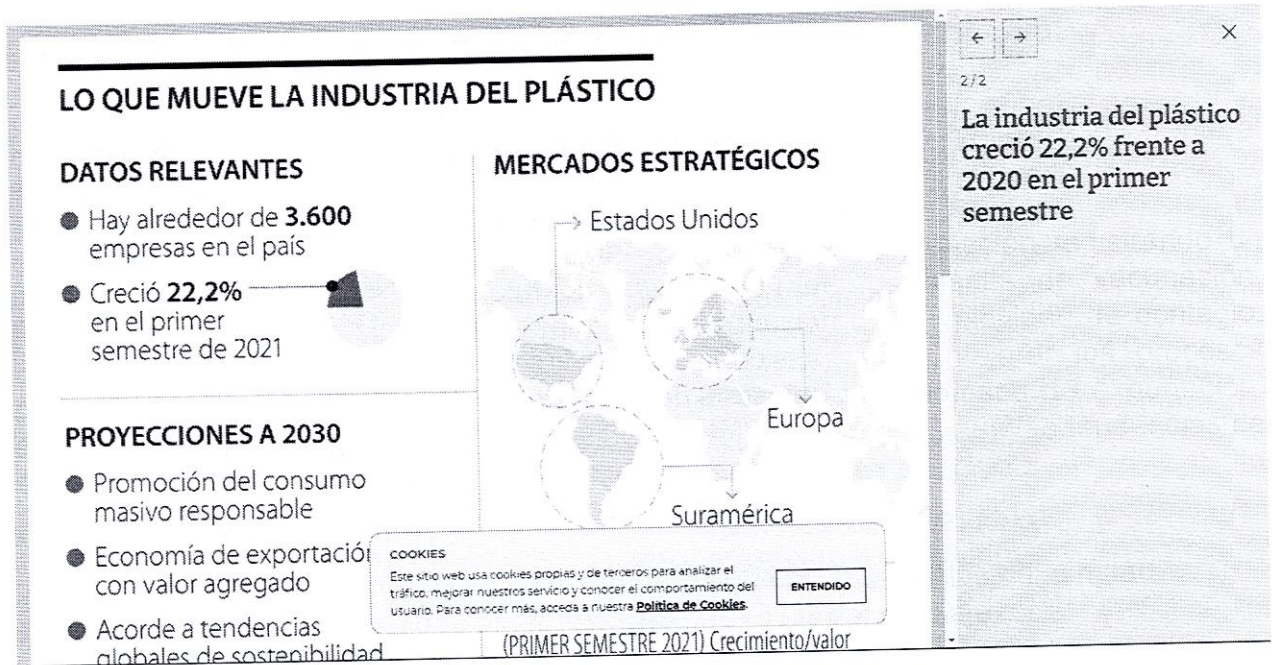 LO QUE MUEVE LA INDUSTRIA DEL PLÁSTICO
DATOS RELEVANTES
Hay alrededor de 3.600
empresas en el país
Creció 22,2%
en el primer
semestre de 2021
PROYECCIONES A 2030
Promoción del consumo
masivo responsable
Economía de exportación
con valor agregado
Acorde a tendencias
globales de sostenibilidad
MERCADOS ESTRATÉGICOS
Estados Unidos
Europa
Suramérica
COOKIES
Este sitio web usa cookies propias y de terceros para analizar el
tráfico, mejorar nuestros servicio y conocer el comportamiento del
usuario. Para conocer más, acceda a nuestra Política de Cookies.
ENTENDIDO
(PRIMER SEMESTRE 2021) Crecimiento/valor
2/2
La industria del plástico
creció 22,2% frente a
2020 en el primer
semestre